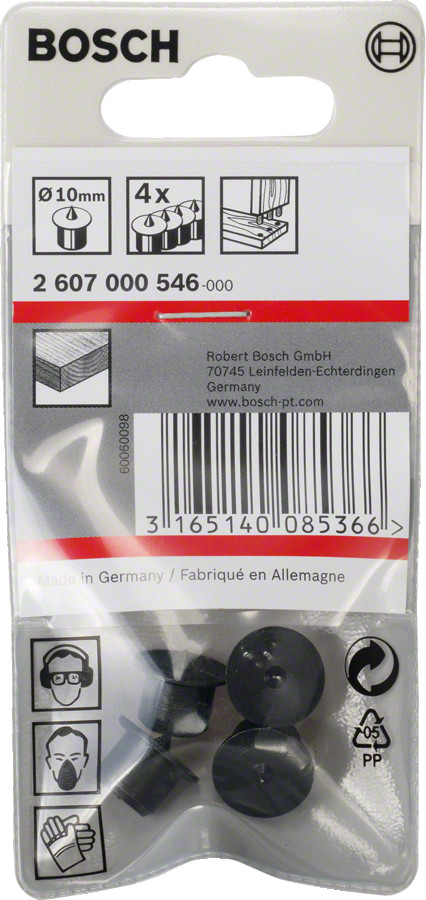 BOSCH
Ø 10mm
4x
2 607 000 546-000
Robert Bosch GmbH
70745 Leinfelden-Echterdingen
Germany
www.bosch-pt.com
60060098
3 165140 085366 >
Made in Germany / Fabriqué en Allemagne
05
PP